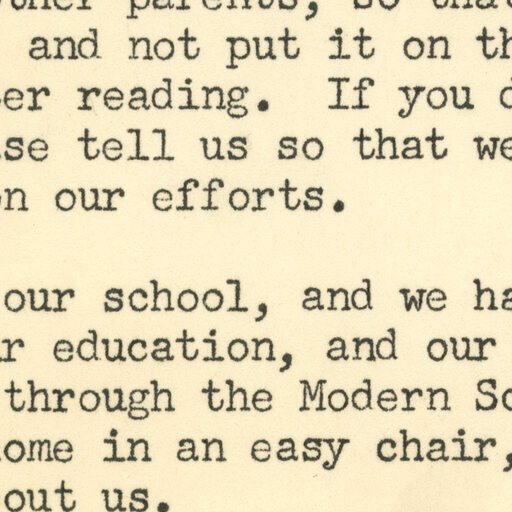 other parents, so that
and not put it on th
er reading. If you d
se tell us so that we
n our efforts.
our school, and we ha
r education, and our
through the Modern Sc
ome in an easy chair,
out us.